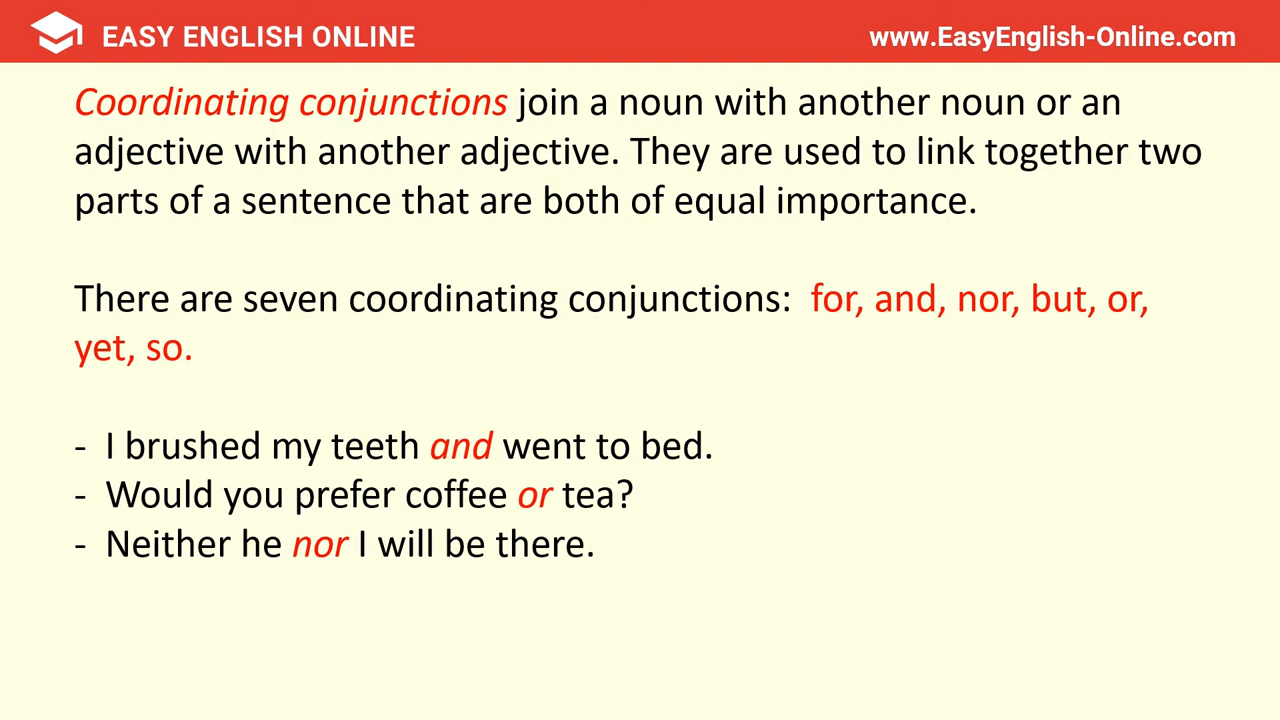 EASY ENGLISH ONLINE
www.EasyEnglish-Online.com
Coordinating conjunctions join a noun with another noun or an
adjective with another adjective. They are used to link together two
parts of a sentence that are both of equal importance.
There are seven coordinating conjunctions:  for, and, nor, but, or,
yet, so.
- I brushed my teeth and went to bed.
- Would you prefer coffee or tea?
- Neither he nor I will be there.